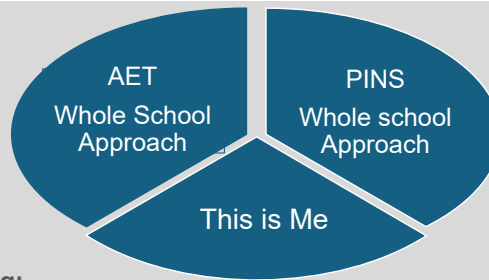 AET
Whole School
Approach
PINS
Whole school
Approach
This is Me